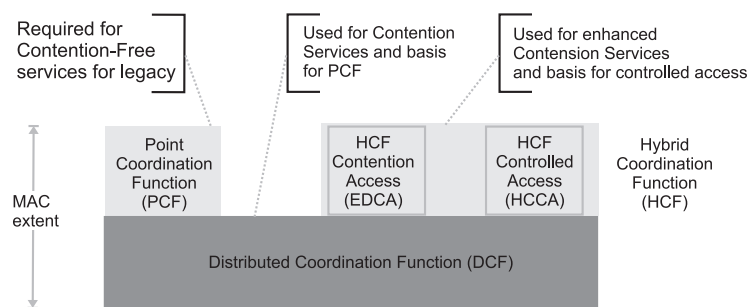 Required for
Contention-Free
services for legacy
Used for Contention
Services and basis
for PCF
Used for enhanced
Contension Services
and basis for controlled access
MAC
extent
Point
Coordination
Function
(PCF)
HCF
Contention
Access
(EDCA)
HCF
Controlled
Access
(HCCA)
Hybrid
Coordination
Function
(HCF)
Distributed Coordination Function (DCF)